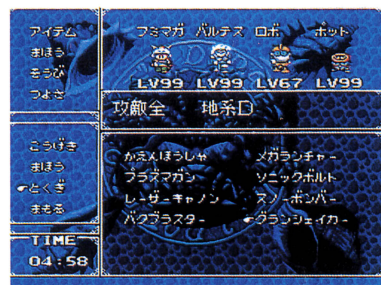 アイテム
まほう
そうび
つよさ
フミマガ バルテス ロボ ポット
LV99 LV99 LV67 LV99
攻敵全 地系D
こうげき
まほう
とくぎ
まもる
かえんほうしゃ メガランチャー
プラズマガン ソニックボルト
レーザーキャノン スノーボンバー
バグブラスター グランシェイカー
TIME
04:58